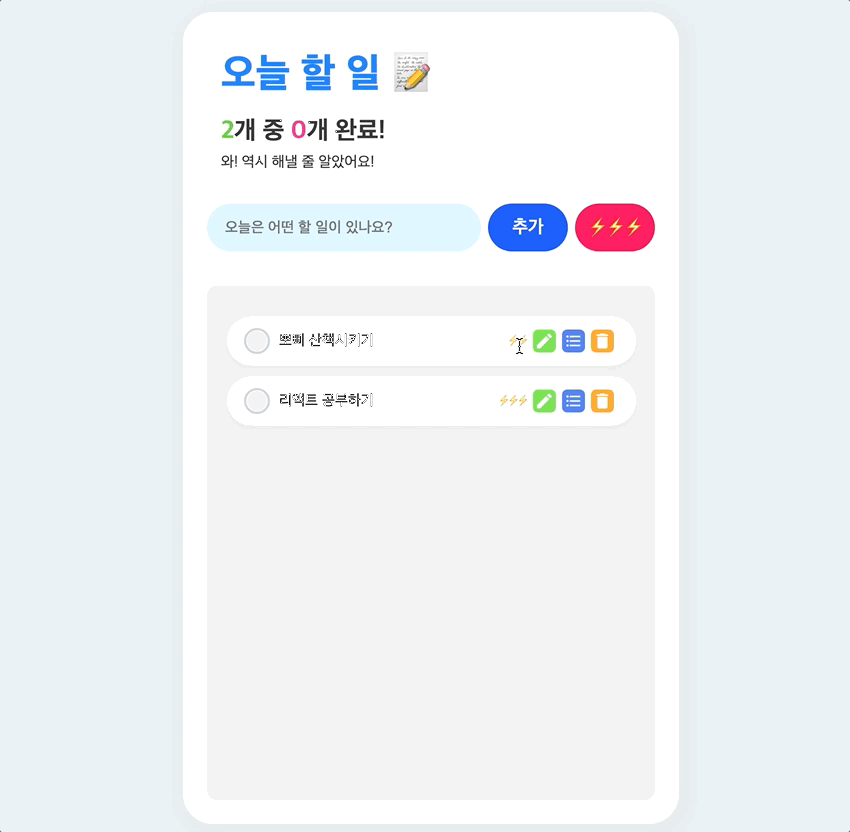 오늘 할 일
2개 중 0개 완료!
와! 역시 해낼 줄 알았어요!
오늘은 어떤 할 일이 있나요? 추가
뽀삐 산책시키기
리액트 공부하기